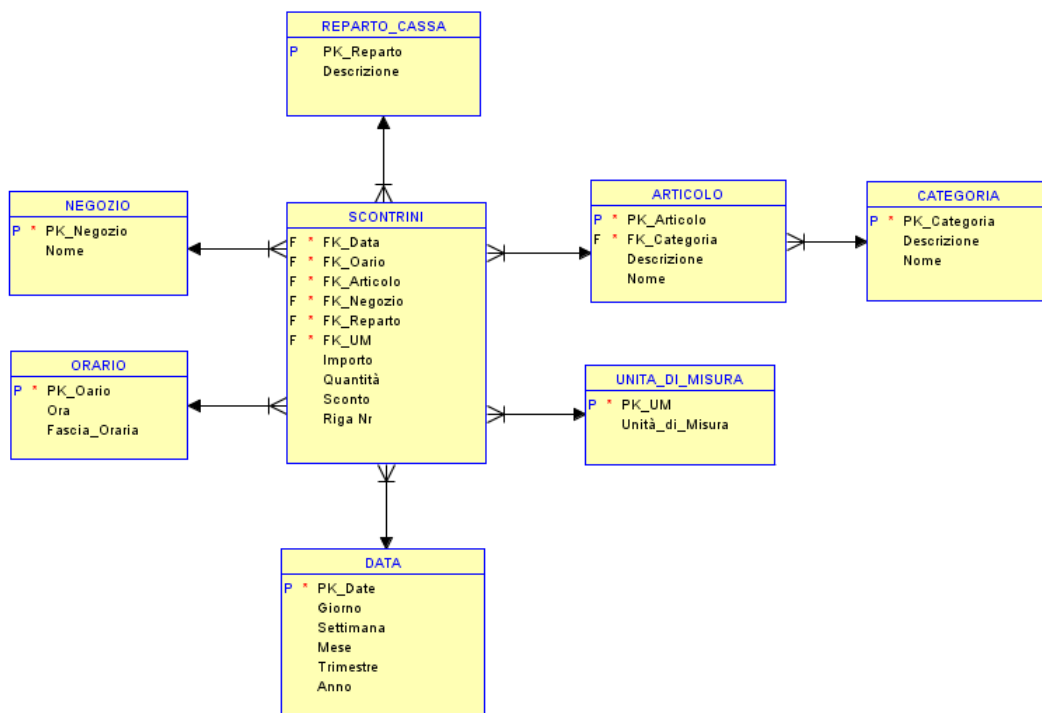 REPARTO_CASSA
P PK_Reparto
Descrizione
NEGOZIO
P * PK_Negozio
Nome
SCONTRINI
F * FK_Data
F * FK_Oario
F * FK_Articolo
F * FK_Negozio
F * FK_Reparto
F * FK_UM
Importo
Quantità
Sconto
Riga Nr
ARTICOLO
P * PK_Articolo
F * FK_Categoria
Descrizione
Nome
CATEGORIA
P * PK_Categoria
Descrizione
Nome
ORARIO
P * PK_Oario
Ora
Fascia_Oraria
UNITA_DI_MISURA
P * PK_UM
Unità_di_Misura
DATA
P * PK_Date
Giorno
Settimana
Mese
Trimestre
Anno